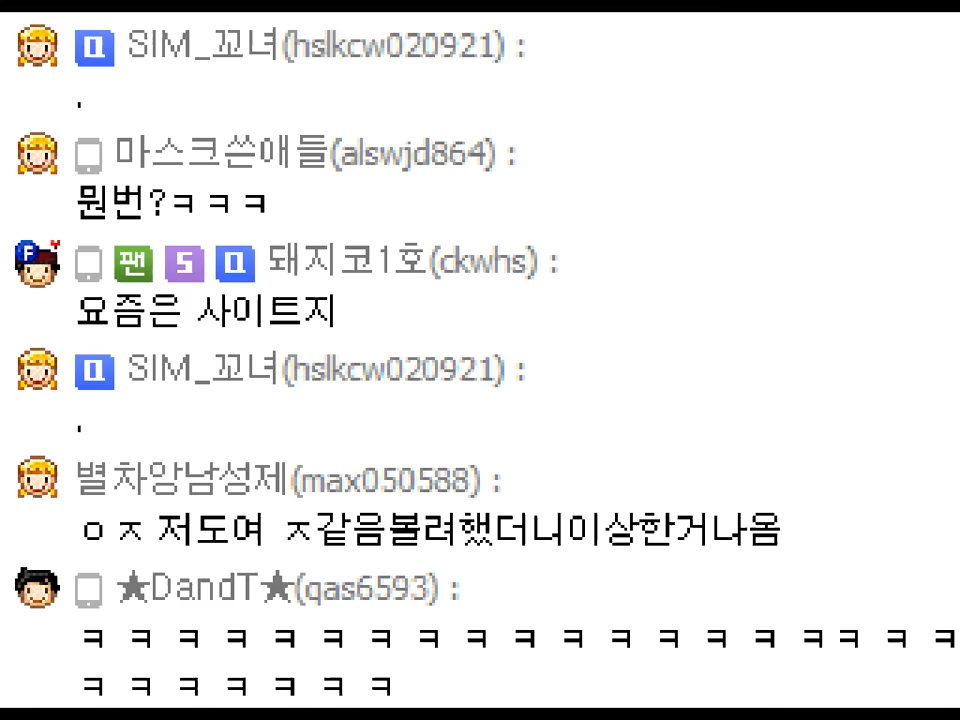 Q SIM_꼬녀(hslkcw020921) :
.
마스크쓴애들(alswjd864) :
뭔번?ㅋㅋㅋ
팬 S Q 돼지코1호(ckwhs) :
요즘은 사이트지
Q SIM_꼬녀(hslkcw020921) :
.
별차앙남성제(max050588) :
ㅇㅈ 저도여 ㅈ같음볼려했더니이상한거나옴
★DandT★(qas6593) :
ㅋㅋㅋㅋㅋㅋㅋㅋㅋㅋㅋㅋㅋㅋㅋㅋㅋㅋㅋ
ㅋㅋㅋㅋㅋㅋㅋ